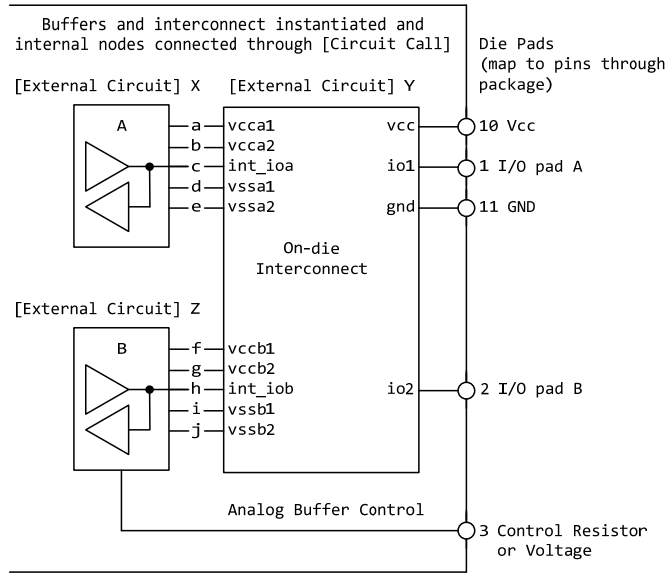 Buffers and interconnect instantiated and
internal nodes connected through [Circuit Call]
Die Pads
(map to pins through
package)
[External Circuit] X
[External Circuit] Y
A
a vcca1
vcc
10 Vcc
b vcca2
c int_ioa
io1
1 I/O pad A
d vssa1
e vssa2
gnd
11 GND
On-die
Interconnect
[External Circuit] Z
B
f vccb1
g vccb2
h int_iob
io2
2 I/O pad B
i vssb1
j vssb2
Analog Buffer Control
3 Control Resistor
or Voltage